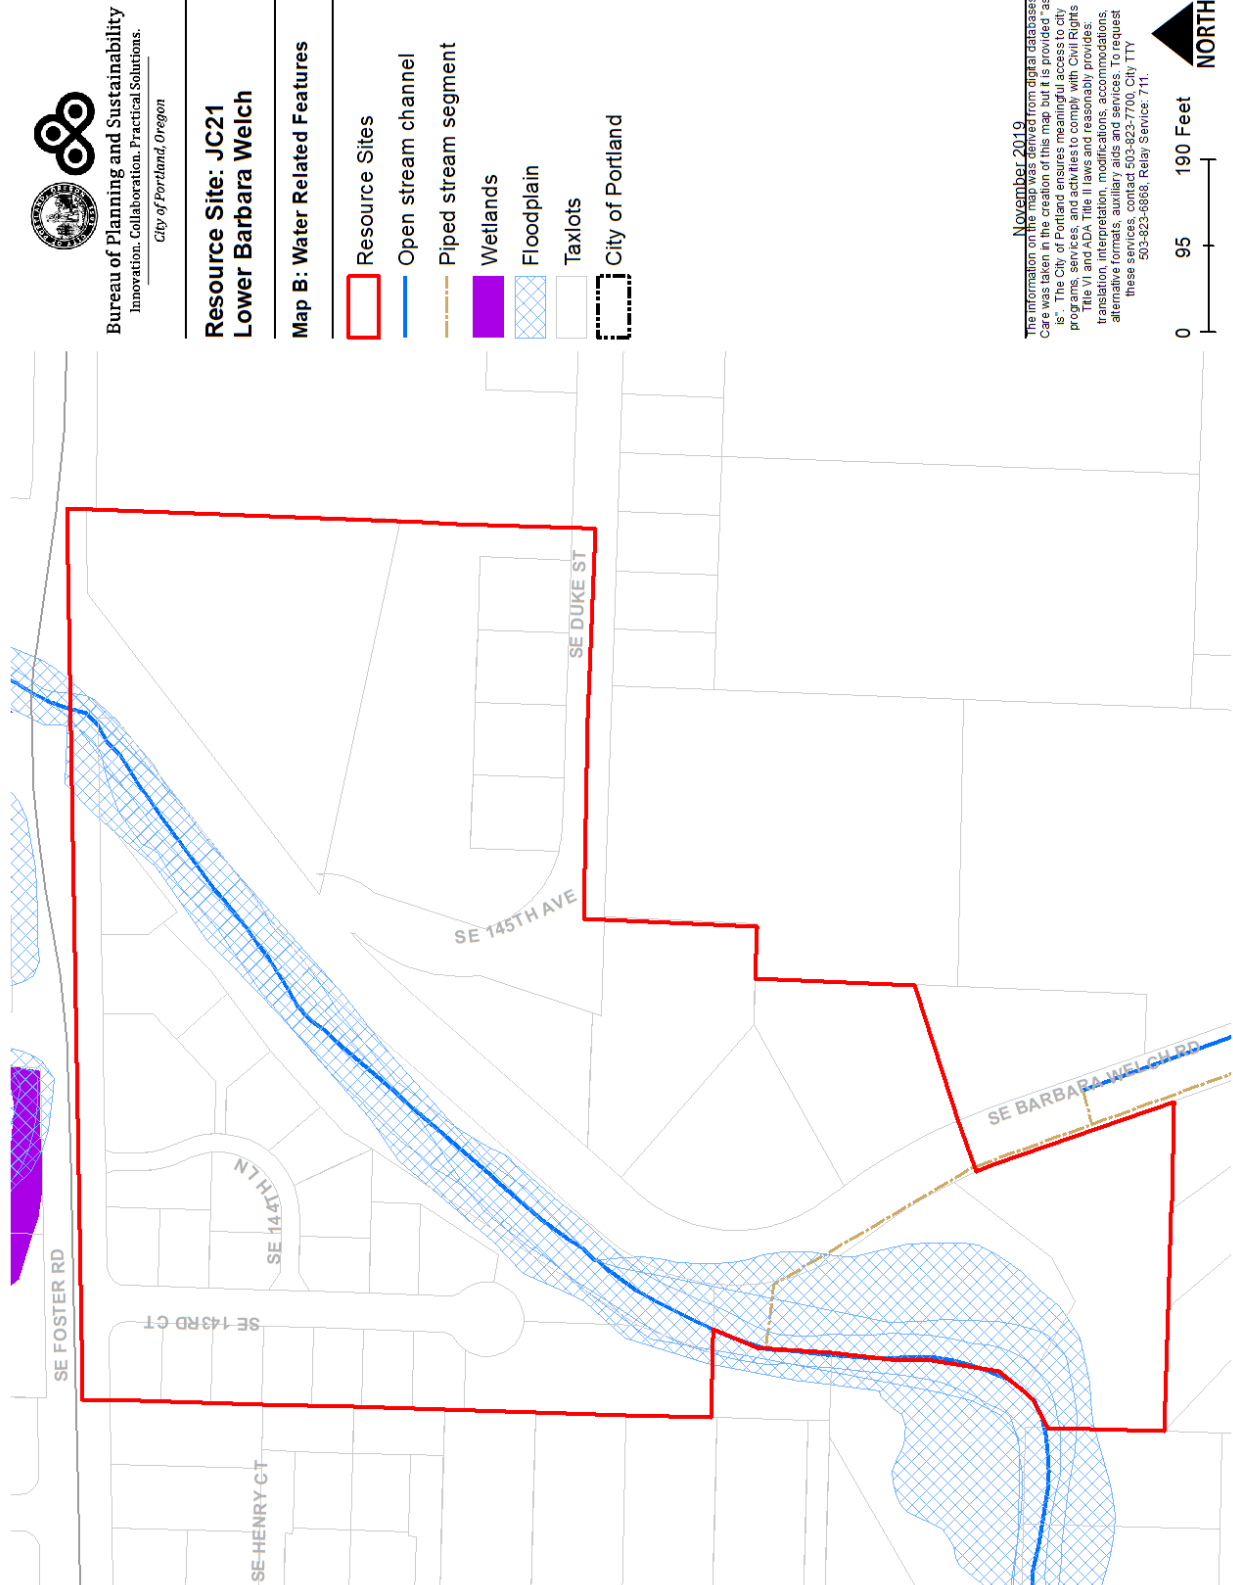 Bureau of Planning and Sustainability
Innovation. Collaboration. Practical Solutions.
City of Portland, Oregon
Resource Site: JC21
Lower Barbara Welch
Map B: Water Related Features
Resource Sites
Open stream channel
Piped stream segment
Wetlands
Floodplain
Taxlots
City of Portland
November 2019
The information on the map was derived from digital databases
Care was taken in the creation of this map but it is provided "as
is". The City of Portland ensures meaningful access to city
programs, services, and activities to comply with Civil Rights
Title VI and ADA Title II laws and reasonably provides:
translation, interpretation, modifications, accommodations,
alternative formats, auxiliary aids and services. To request
these services, contact 503-823-7700, City TTY
503-823-6868, Relay Service: 711.
0 95 190 Feet
NORTH
SE FOSTER RD
SE 143RD CT
SE 144TH LN
SE HENRY CT
SE 145TH AVE
SE DUKE ST
SE BARBARA WELCH RD